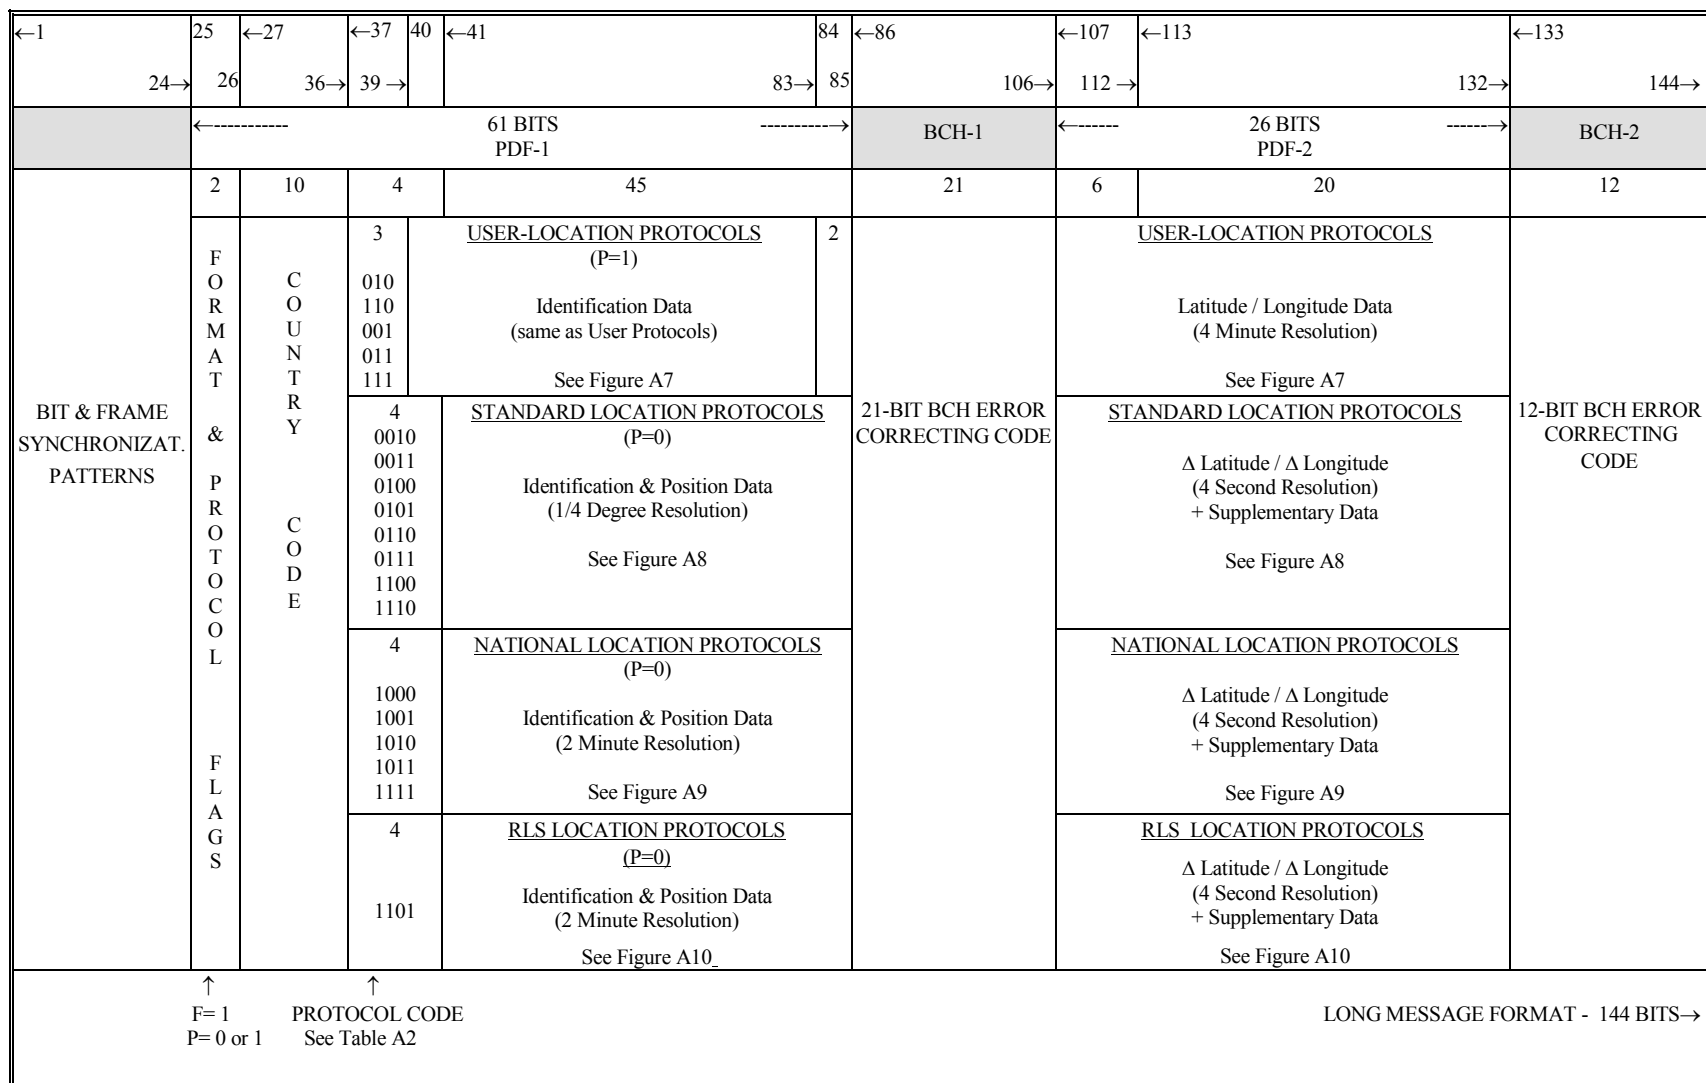 ←1 25 ←27 ←37 40 ←41 84 ←86 ←107 ←113 ←133
24→ 26 36→ 39 → 83→ 85 106→ 112 → 132→ 144→
←------------ 61 BITS -----------→
PDF-1
BCH-1
←------ 26 BITS ------→
PDF-2
BCH-2
2 10 4 45 21 6 20 12
BIT & FRAME
SYNCHRONIZAT.
PATTERNS
FORMAT & PROTOCOL FLAGS
COUNTRY CODE
3
010
110
001
011
111
USER-LOCATION PROTOCOLS
(P=1)
Identification Data
(same as User Protocols)
See Figure A7
2
4
0010
0011
0100
0101
0110
0111
1100
1110
STANDARD LOCATION PROTOCOLS
(P=0)
Identification & Position Data
(1/4 Degree Resolution)
See Figure A8
4
1000
1001
1010
1011
1111
NATIONAL LOCATION PROTOCOLS
(P=0)
Identification & Position Data
(2 Minute Resolution)
See Figure A9
4
1101
RLS LOCATION PROTOCOLS
(P=0)
Identification & Position Data
(2 Minute Resolution)
See Figure A10
21-BIT BCH ERROR
CORRECTING CODE
USER-LOCATION PROTOCOLS
Latitude / Longitude Data
(4 Minute Resolution)
See Figure A7
STANDARD LOCATION PROTOCOLS
Δ Latitude / Δ Longitude
(4 Second Resolution)
+ Supplementary Data
See Figure A8
NATIONAL LOCATION PROTOCOLS
Δ Latitude / Δ Longitude
(4 Second Resolution)
+ Supplementary Data
See Figure A9
RLS LOCATION PROTOCOLS
Δ Latitude / Δ Longitude
(4 Second Resolution)
+ Supplementary Data
See Figure A10
12-BIT BCH ERROR
CORRECTING
CODE
↑ ↑
F= 1 PROTOCOL CODE LONG MESSAGE FORMAT - 144 BITS→
P= 0 or 1 See Table A2